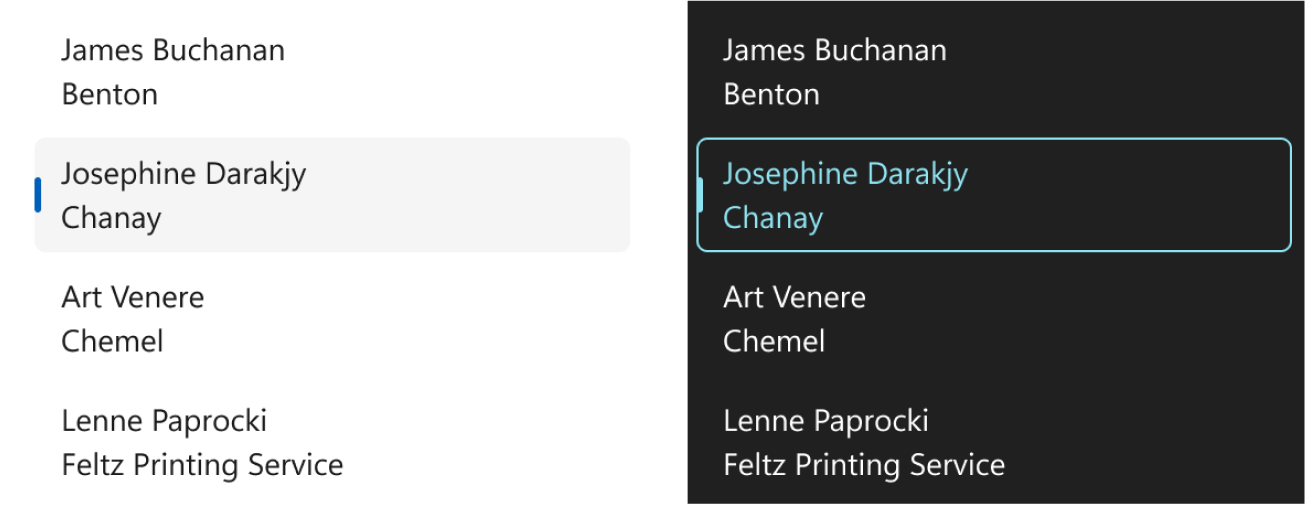 James Buchanan
Benton
Josephine Darakjy
Chanay
Art Venere
Chemel
Lenne Paprocki
Feltz Printing Service
James Buchanan
Benton
Josephine Darakjy
Chanay
Art Venere
Chemel
Lenne Paprocki
Feltz Printing Service